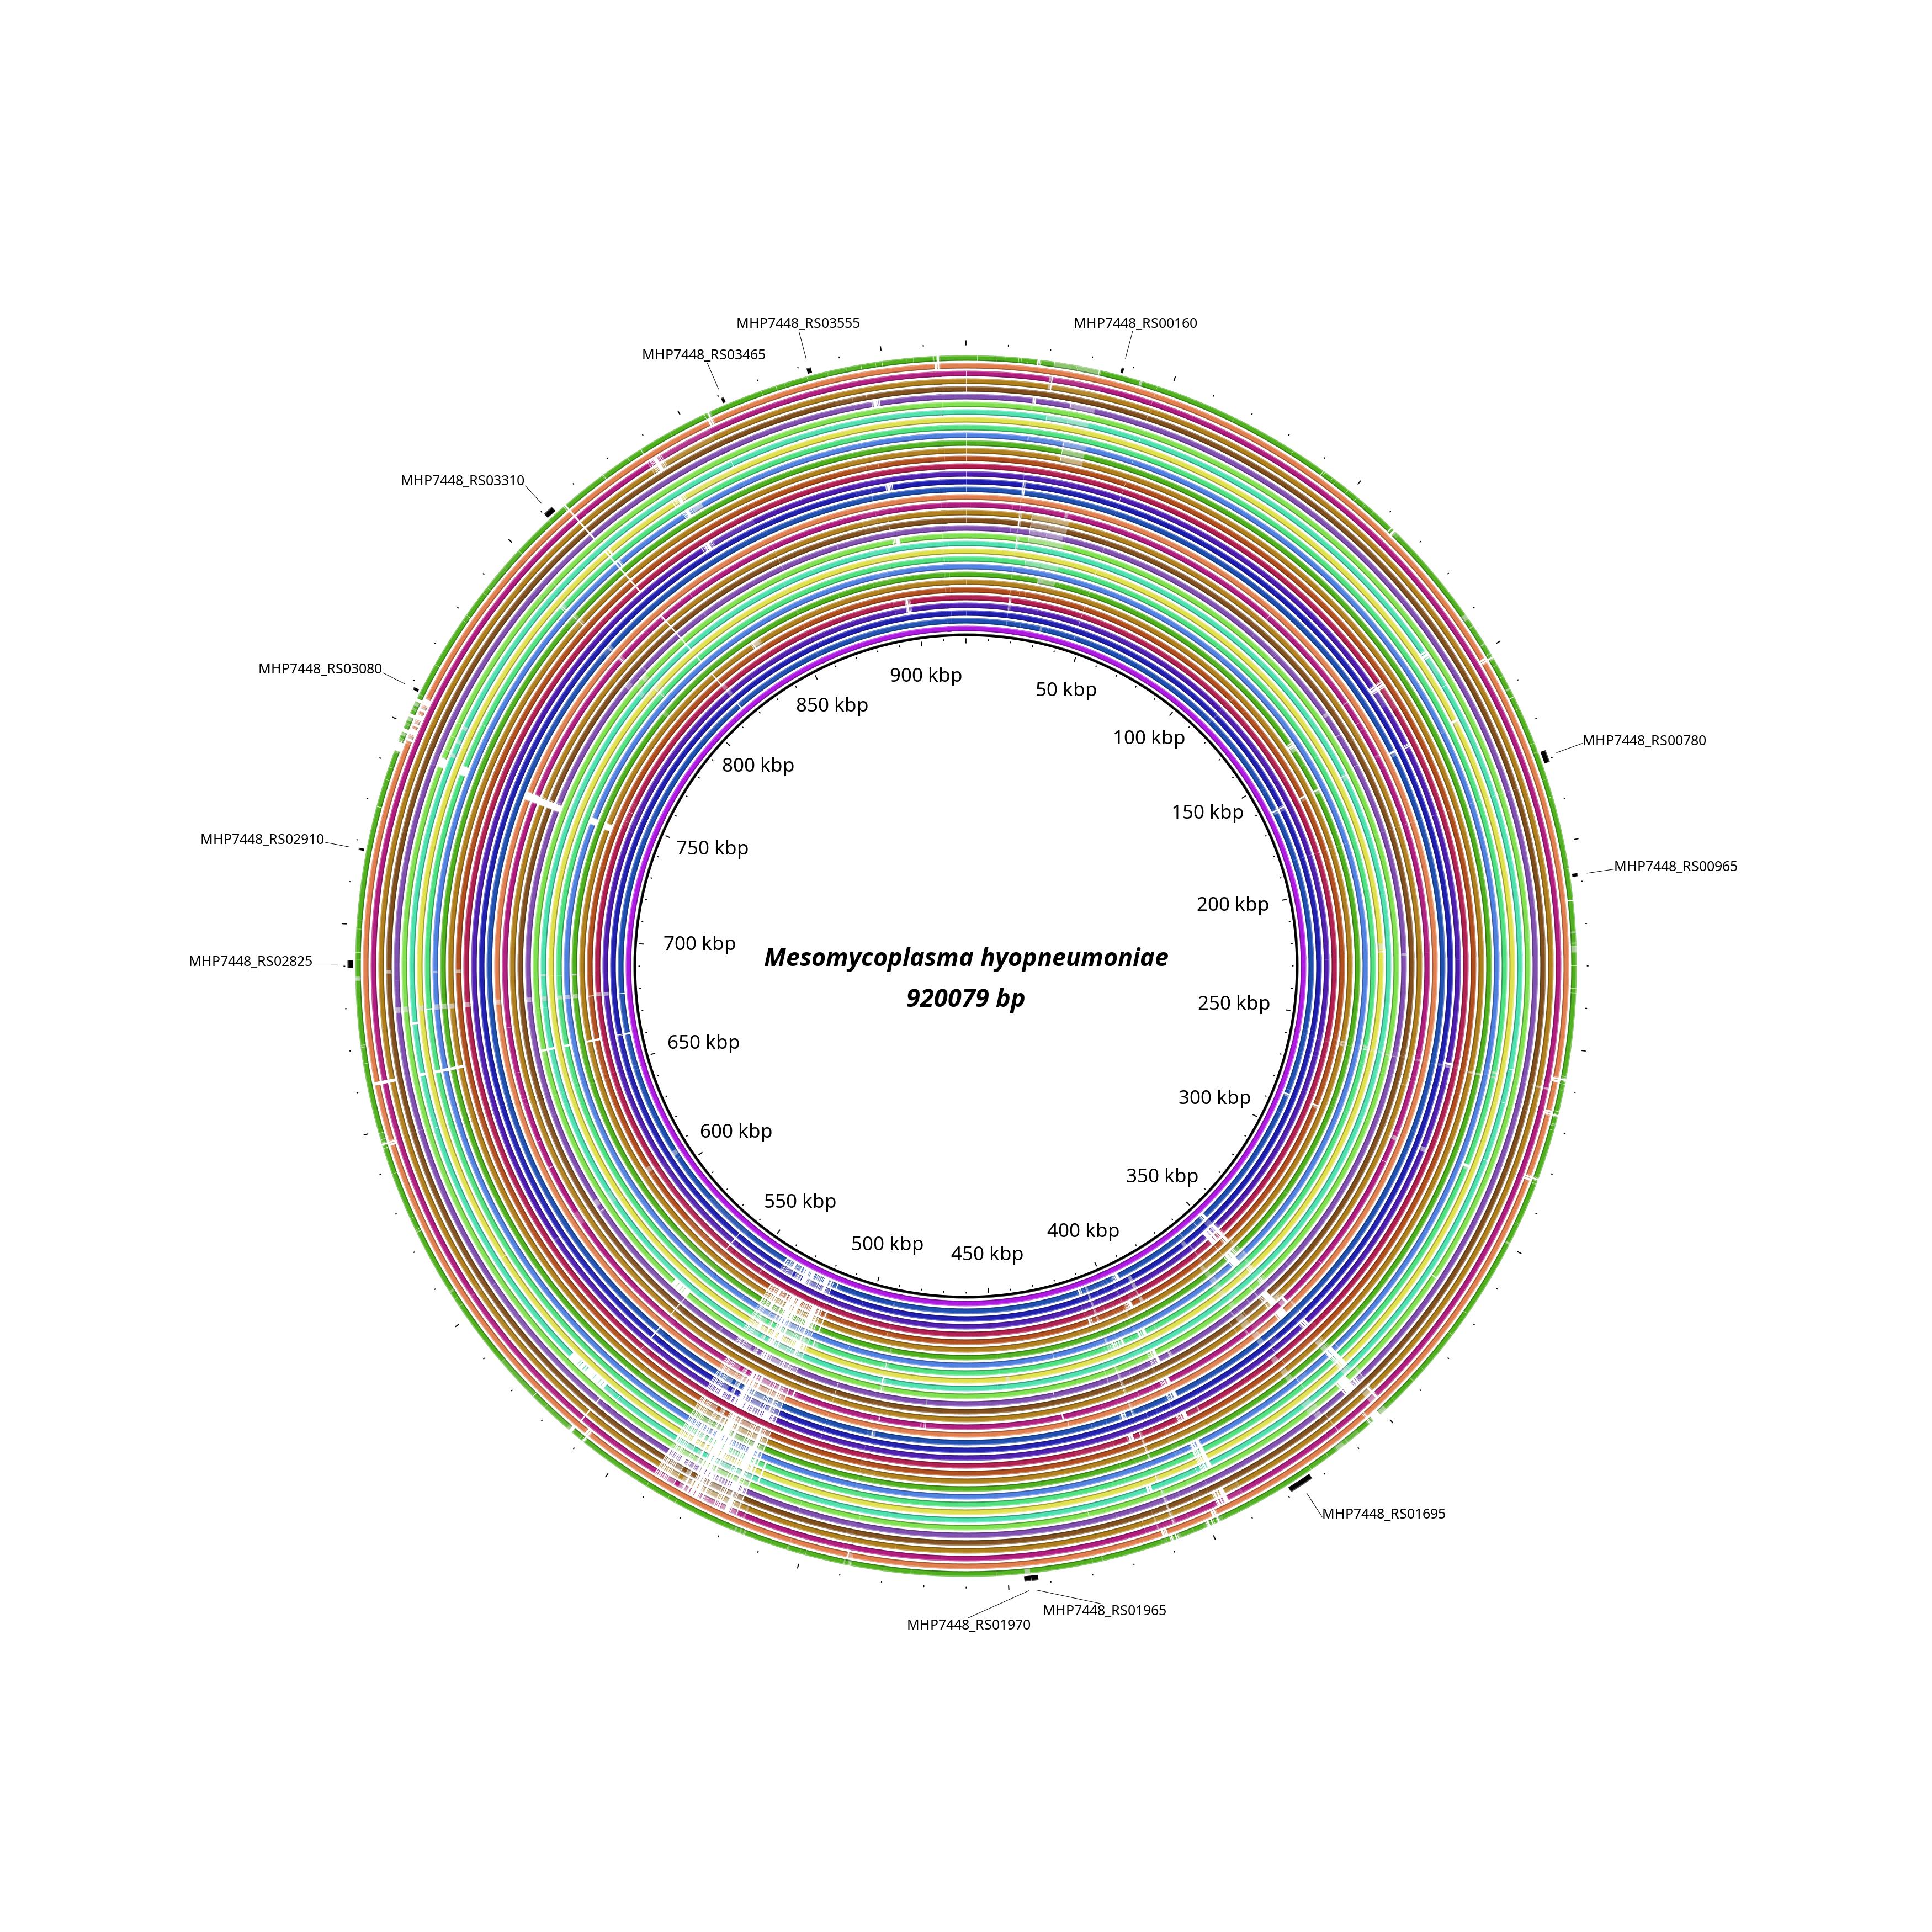 MHP7448_RS03555
MHP7448_RS00160
MHP7448_RS03465
MHP7448_RS03310
MHP7448_RS03080
900 kbp
50 kbp
850 kbp
100 kbp
MHP7448_RS00780
800 kbp
150 kbp
MHP7448_RS02910
750 kbp
MHP7448_RS00965
200 kbp
700 kbp
MHP7448_RS02825
Mesomycoplasma hyopneumoniae
920079 bp
250 kbp
650 kbp
300 kbp
600 kbp
350 kbp
550 kbp
400 kbp
500 kbp
450 kbp
MHP7448_RS01695
MHP7448_RS01965
MHP7448_RS01970